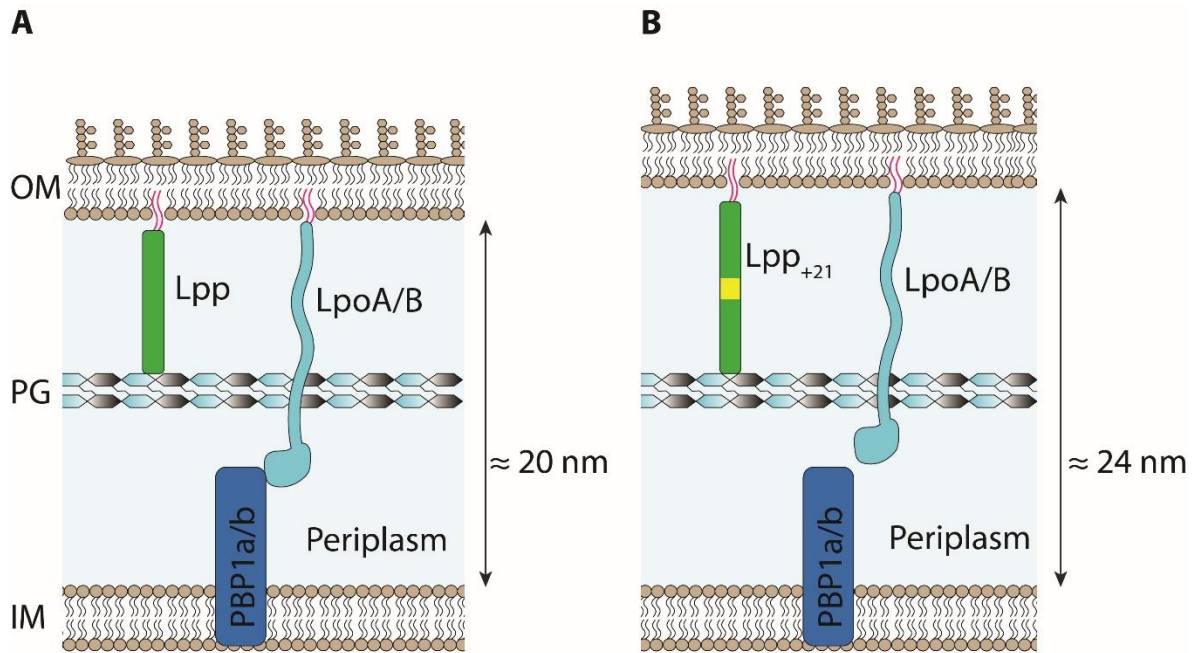 A
OM
Lpp
LpoA/B
PG
≈ 20 nm
Periplasm
PBP1a/b
IM
B
Lpp+21
LpoA/B
≈ 24 nm
Periplasm
PBP1a/b